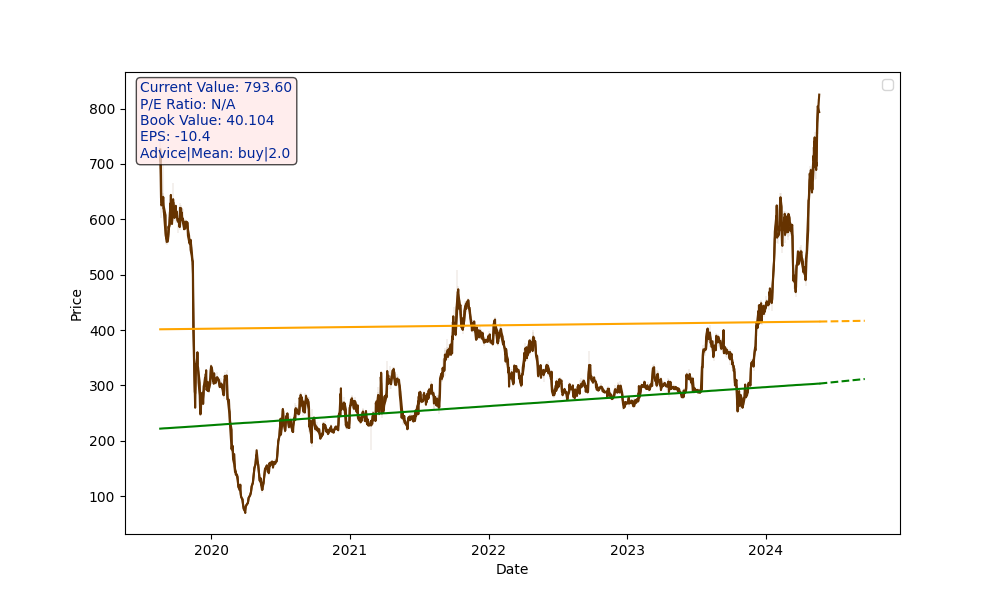 Current Value: 793.60
P/E Ratio: N/A
Book Value: 40.104
EPS: -10.4
Advice|Mean: buy|2.0
800
700
600
500
400
300
200
100
Price
2020 2021 2022 2023 2024
Date